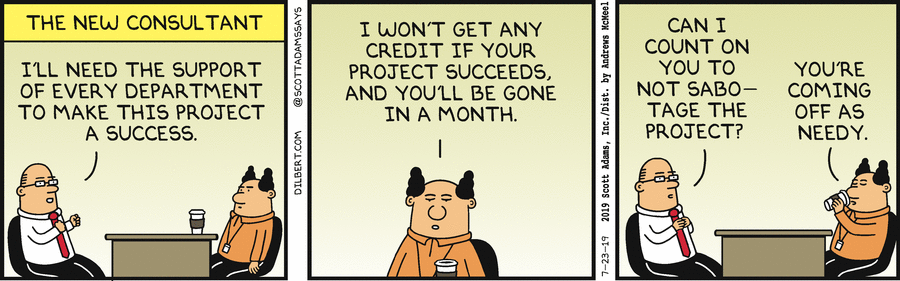 THE NEW CONSULTANT
I'LL NEED THE SUPPORT
OF EVERY DEPARTMENT
TO MAKE THIS PROJECT
A SUCCESS.
@SCOTTADAMSSAYS
DILBERT.COM
I WON'T GET ANY
CREDIT IF YOUR
PROJECT SUCCEEDS,
AND YOU'LL BE GONE
IN A MONTH.
7-23-19 2019 Scott Adams, Inc./Dist. by Andrews McMeel
CAN I
COUNT ON
YOU TO
NOT SABO–
TAGE THE
PROJECT?
YOU'RE
COMING
OFF AS
NEEDY.